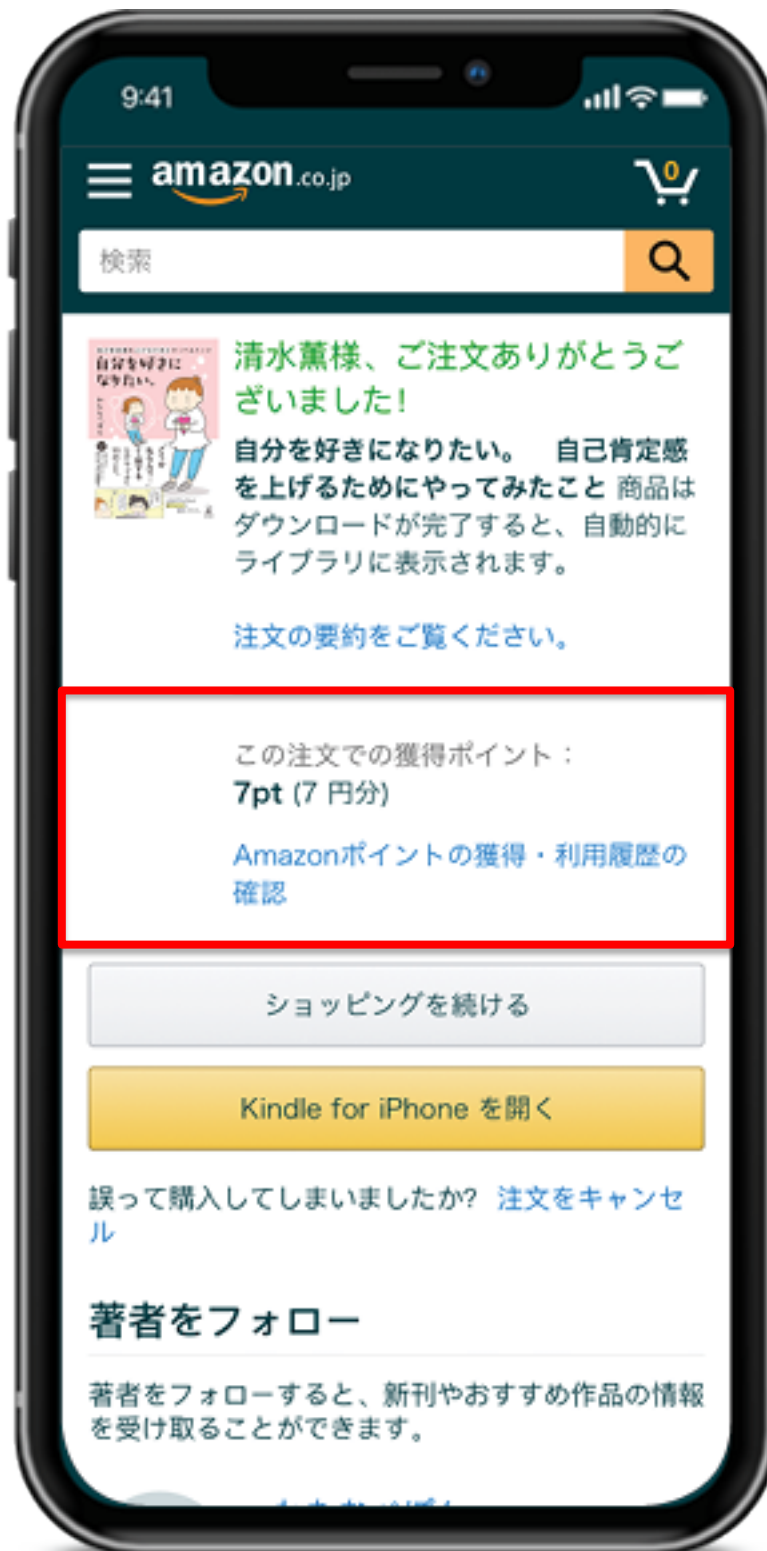 9:41
amazon.co.jp
0
検索
自分を好きに
なりたい。
清水薫様、ご注文ありがとうご
ざいました!
自分を好きになりたい。　自己肯定感
を上げるためにやってみたこと 商品は
ダウンロードが完了すると、自動的に
ライブラリに表示されます。
注文の要約をご覧ください。
この注文での獲得ポイント：
7pt (7 円分)
Amazonポイントの獲得・利用履歴の
確認
ショッピングを続ける
Kindle for iPhone を開く
誤って購入してしまいましたか? 注文をキャンセ
ル
著者をフォロー
著者をフォローすると、新刊やおすすめ作品の情報
を受け取ることができます。